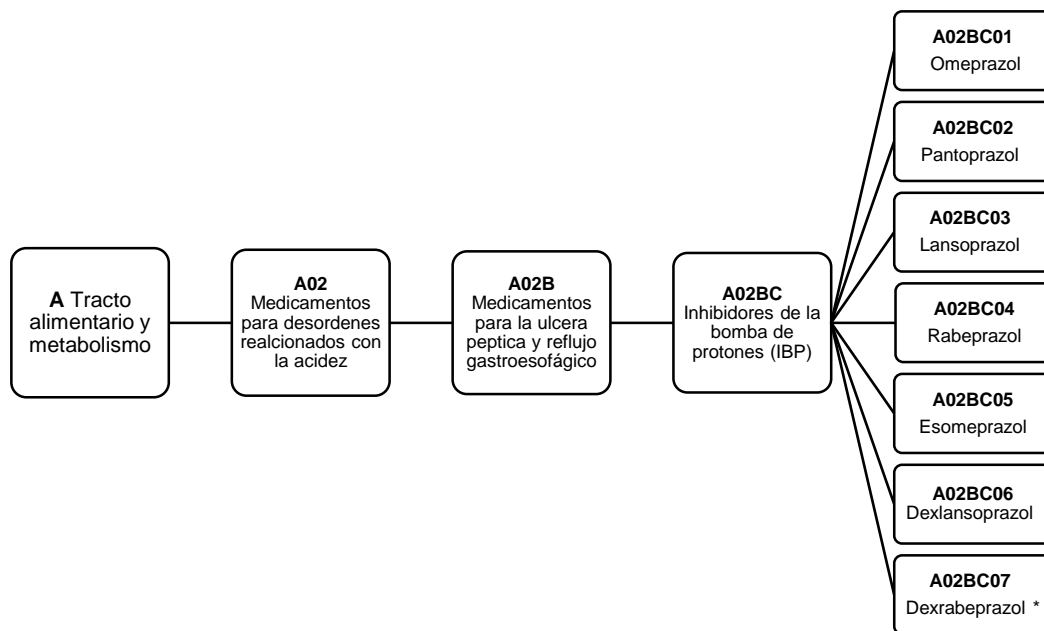 A Tracto
alimentario y
metabolismo
A02
Medicamentos
para desordenes
realcionados con
la acidez
A02B
Medicamentos
para la ulcera
peptica y reflujo
gastroesofágico
A02BC
Inhibidores de la
bomba de
protones (IBP)
A02BC01
Omeprazol
A02BC02
Pantoprazol
A02BC03
Lansoprazol
A02BC04
Rabeprazol
A02BC05
Esomeprazol
A02BC06
Dexlansoprazol
A02BC07
Dexrabeprazol *